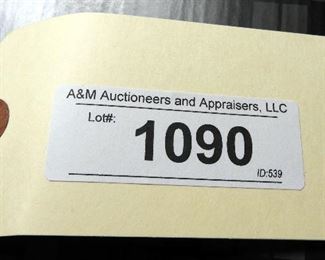 A&M Auctioneers and Appraisers, LLC
Lot#: 1090
ID:539